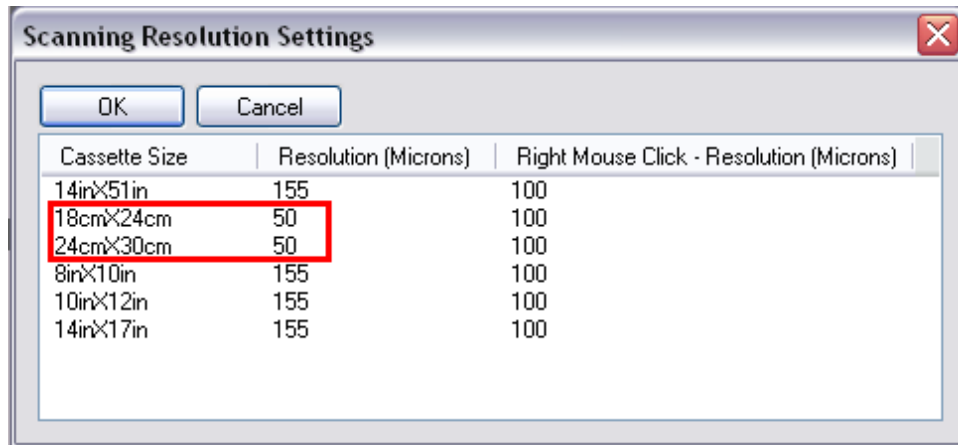 Scanning Resolution Settings
OK Cancel
Cassette Size Resolution (Microns) Right Mouse Click - Resolution (Microns)
14inX51in 155 100
18cmX24cm 50 100
24cmX30cm 50 100
8inX10in 155 100
10inX12in 155 100
14inX17in 155 100